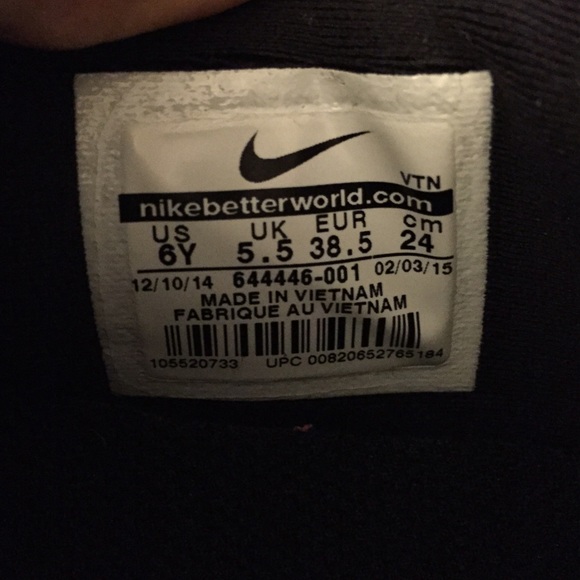 VTN
nikebetterworld.com
US UK EUR cm
6Y 5.5 38.5 24
12/10/14 644446-001 02/03/15
MADE IN VIETNAM
FABRIQUE AU VIETNAM
105520733 UPC 00820652765184